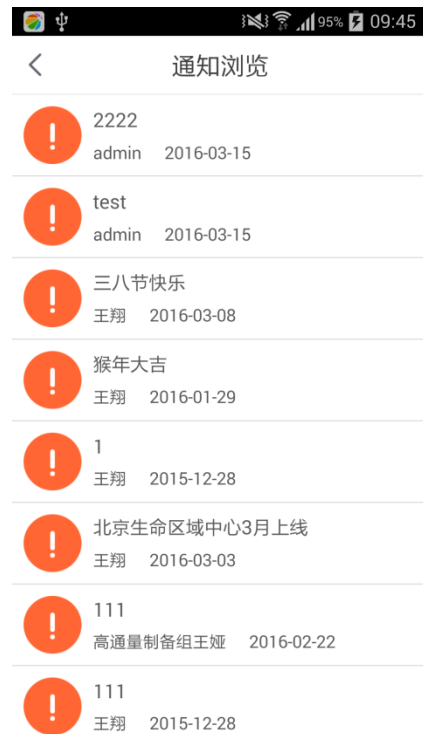 95% 09:45
通知浏览
2222
admin 2016-03-15
test
admin 2016-03-15
三八节快乐
王翔 2016-03-08
猴年大吉
王翔 2016-01-29
1
王翔 2015-12-28
北京生命区域中心3月上线
王翔 2016-03-03
111
高通量制备组王娅 2016-02-22
111
王翔 2015-12-28